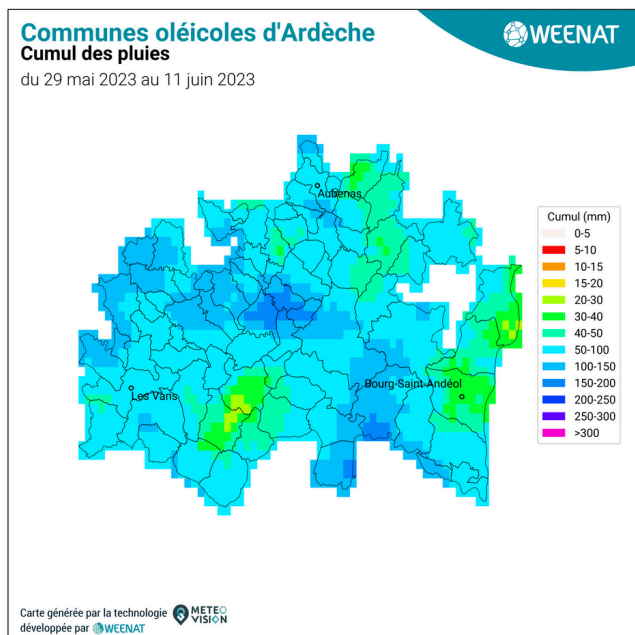 Communes oléicoles d'Ardèche
Cumul des pluies
du 29 mai 2023 au 11 juin 2023
WEENAT
Aubenas
Les Vans
Bourg-Saint-Andéol
Cumul (mm)
0-5
5-10
10-15
15-20
20-30
30-40
40-50
50-100
100-150
150-200
200-250
250-300
>300
Carte générée par la technologie METEO VISION
développée par WEENAT